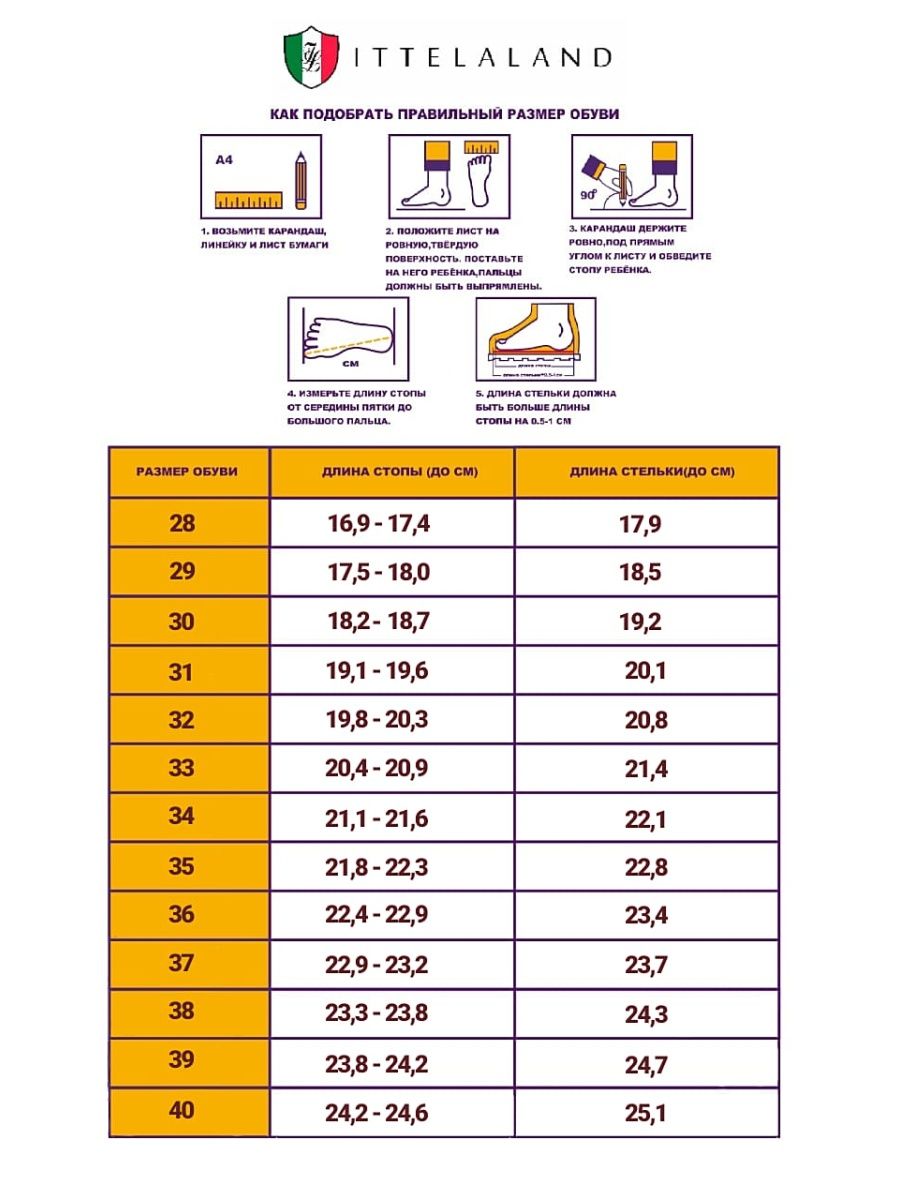 ITTELALAND
КАК ПОДОБРАТЬ ПРАВИЛЬНЫЙ РАЗМЕР ОБУВИ
А4
90°
1. ВОЗЬМИТЕ КАРАНДАШ,
ЛИНЕЙКУ И ЛИСТ БУМАГИ
2. ПОЛОЖИТЕ ЛИСТ НА
РОВНУЮ,ТВЁРДУЮ
ПОВЕРХНОСТЬ. ПОСТАВЬТЕ
НА НЕГО РЕБЁНКА,ПАЛЬЦЫ
ДОЛЖНЫ БЫТЬ ВЫПРЯМЛЕНЫ.
3. КАРАНДАШ ДЕРЖИТЕ
РОВНО,ПОД ПРЯМЫМ
УГЛОМ К ЛИСТУ И ОБВЕДИТЕ
СТОПУ РЕБЁНКА.
СМ
ДЛИНА СТОПЫ
ДЛИНА СТЕЛЬКИ
4. ИЗМЕРЬТЕ ДЛИНУ СТОПЫ
ОТ СЕРЕДИНЫ ПЯТКИ ДО
БОЛЬШОГО ПАЛЬЦА.
5. ДЛИНА СТЕЛЬКИ ДОЛЖНА
БЫТЬ БОЛЬШЕ ДЛИНЫ
СТОПЫ НА 0.5-1 СМ
РАЗМЕР ОБУВИ ДЛИНА СТОПЫ (ДО СМ) ДЛИНА СТЕЛЬКИ(ДО СМ)
28 16,9 - 17,4 17,9
29 17,5 - 18,0 18,5
30 18,2 - 18,7 19,2
31 19,1 - 19,6 20,1
32 19,8 - 20,3 20,8
33 20,4 - 20,9 21,4
34 21,1 - 21,6 22,1
35 21,8 - 22,3 22,8
36 22,4 - 22,9 23,4
37 22,9 - 23,2 23,7
38 23,3 - 23,8 24,3
39 23,8 - 24,2 24,7
40 24,2 - 24,6 25,1